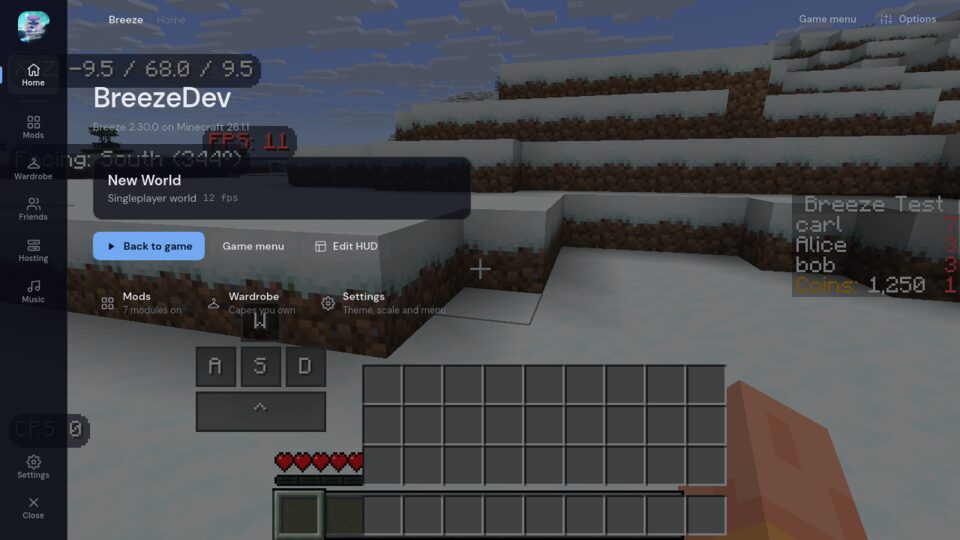 Breeze / Home
Game menu
Options
Home
XYZ: -9.5 / 68.0 / 9.5
BreezeDev
Breeze 2.30.0 on Minecraft 26.1.1
Mods
FPS: 11
Facing: South (344°)
Wardrobe
New World
Singleplayer world 12 fps
Friends
Breeze Test
carl
Alice 3
bob 3
Coins: 1,250 1
Back to game
Game menu
Edit HUD
Hosting
Music
Mods
7 modules on
Wardrobe
Capes you own
Settings
Theme, scale and menu
W
A S D
^
CPS: 0
Settings
Close